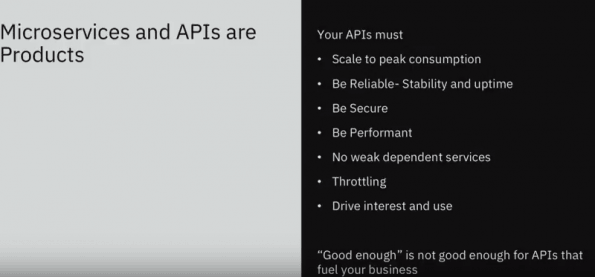 Microservices and APIs are
Products
Your APIs must
• Scale to peak consumption
• Be Reliable- Stability and uptime
• Be Secure
• Be Performant
• No weak dependent services
• Throttling
• Drive interest and use
“Good enough” is not good enough for APIs that
fuel your business